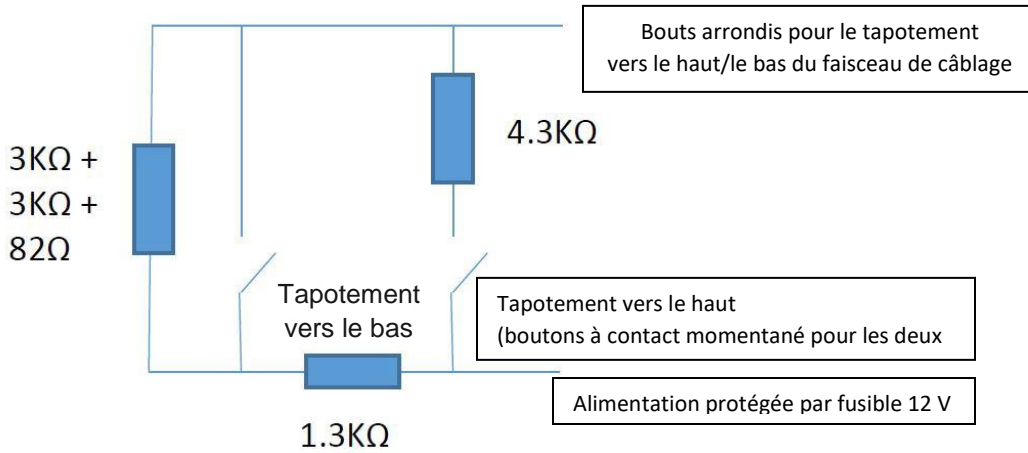 Bouts arrondis pour le tapotement
vers le haut/le bas du faisceau de câblage
4.3KΩ
3KΩ +
3KΩ +
82Ω
Tapotement
vers le bas
Tapotement vers le haut
(boutons à contact momentané pour les deux
Alimentation protégée par fusible 12 V
1.3KΩ